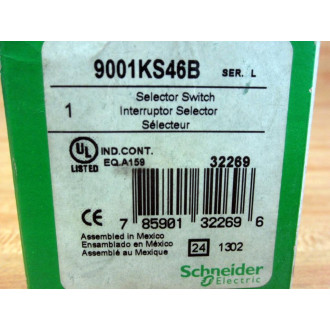 9001KS46B SER. L
1
Selector Switch
Interruptor Selector
Sélecteur
UL LISTED
IND.CONT.
EQ.A159
32269
CE
7 85901 32269 6
Assembled in Mexico
Ensamblado en México
Assemblé au Mexique
24 1302
Schneider
Electric